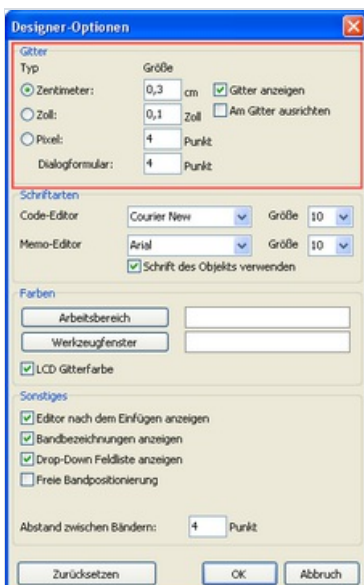 Designer-Optionen
Gitter
Typ Größe
Zentimeter: 0,3 cm Gitter anzeigen
Zoll: 0,1 Zoll Am Gitter ausrichten
Pixel: 4 Punkt
Dialogformular: 4 Punkt
Schriftarten
Code-Editor Courier New Größe 10
Memo-Editor Arial Größe 10
Schrift des Objekts verwenden
Farben
Arbeitsbereich
Werkzeugfenster
LCD Gitterfarbe
Sonstiges
Editor nach dem Einfügen anzeigen
Bandbezeichnungen anzeigen
Drop-Down Feldliste anzeigen
Freie Bandpositionierung
Abstand zwischen Bändern: 4 Punkt
Zurücksetzen OK Abbruch